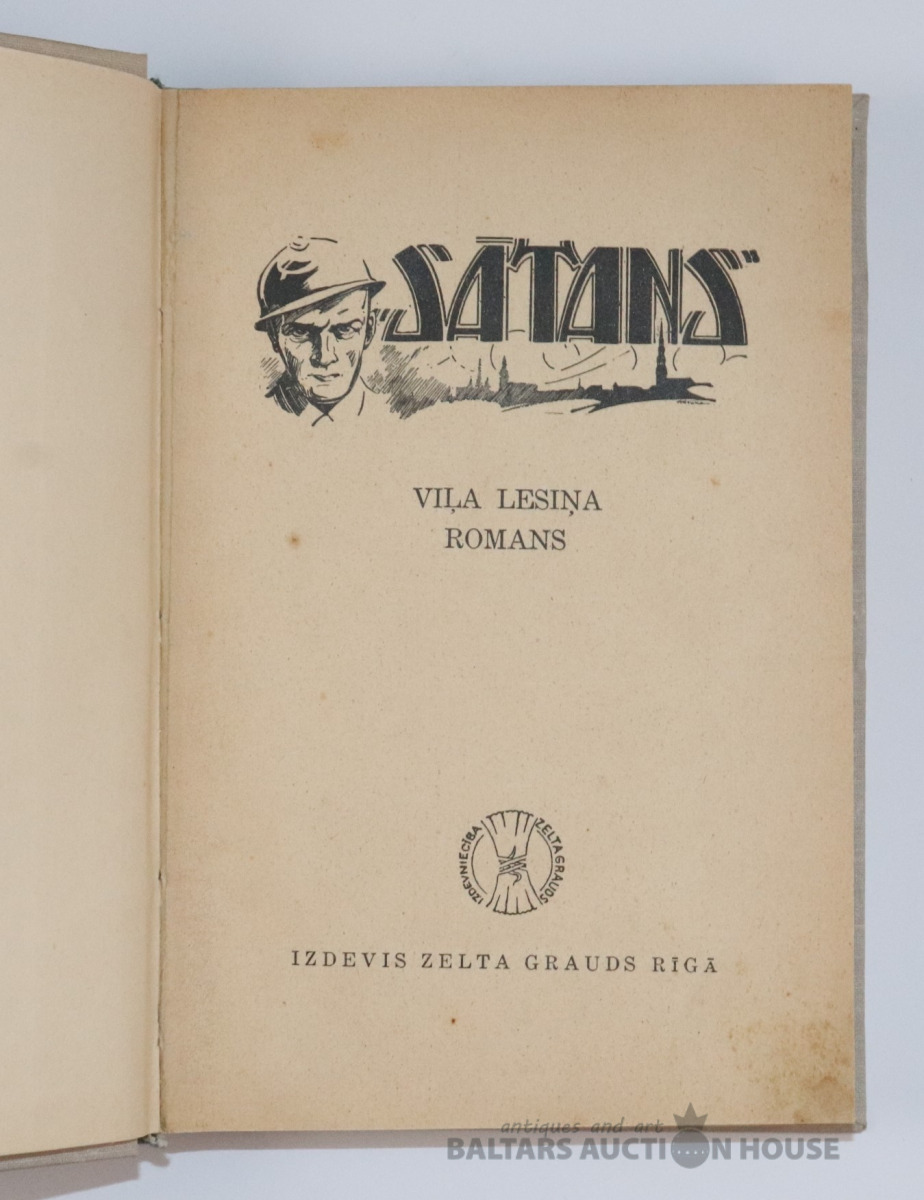 "SĀTANS"
VIĻA LESIŅA
ROMANS
IZDEVNIECĪBA ZELTA GRAUDS
IZDEVIS ZELTA GRAUDS RĪGĀ
antiques and art
BALTARS AUCTION HOUSE